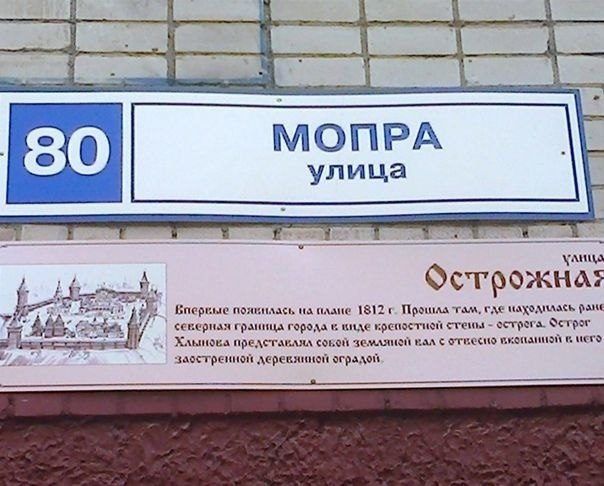 80
МОПРА
улица
улица
Острожная
Впервые появилась на плане 1812 г. Прошла там, где находилась ране
северная граница города в виде крепостной стены - острога. Острог
Хлынова представлял собой земляной вал с отвесно вкопанной в него
заостренной деревянной оградой.